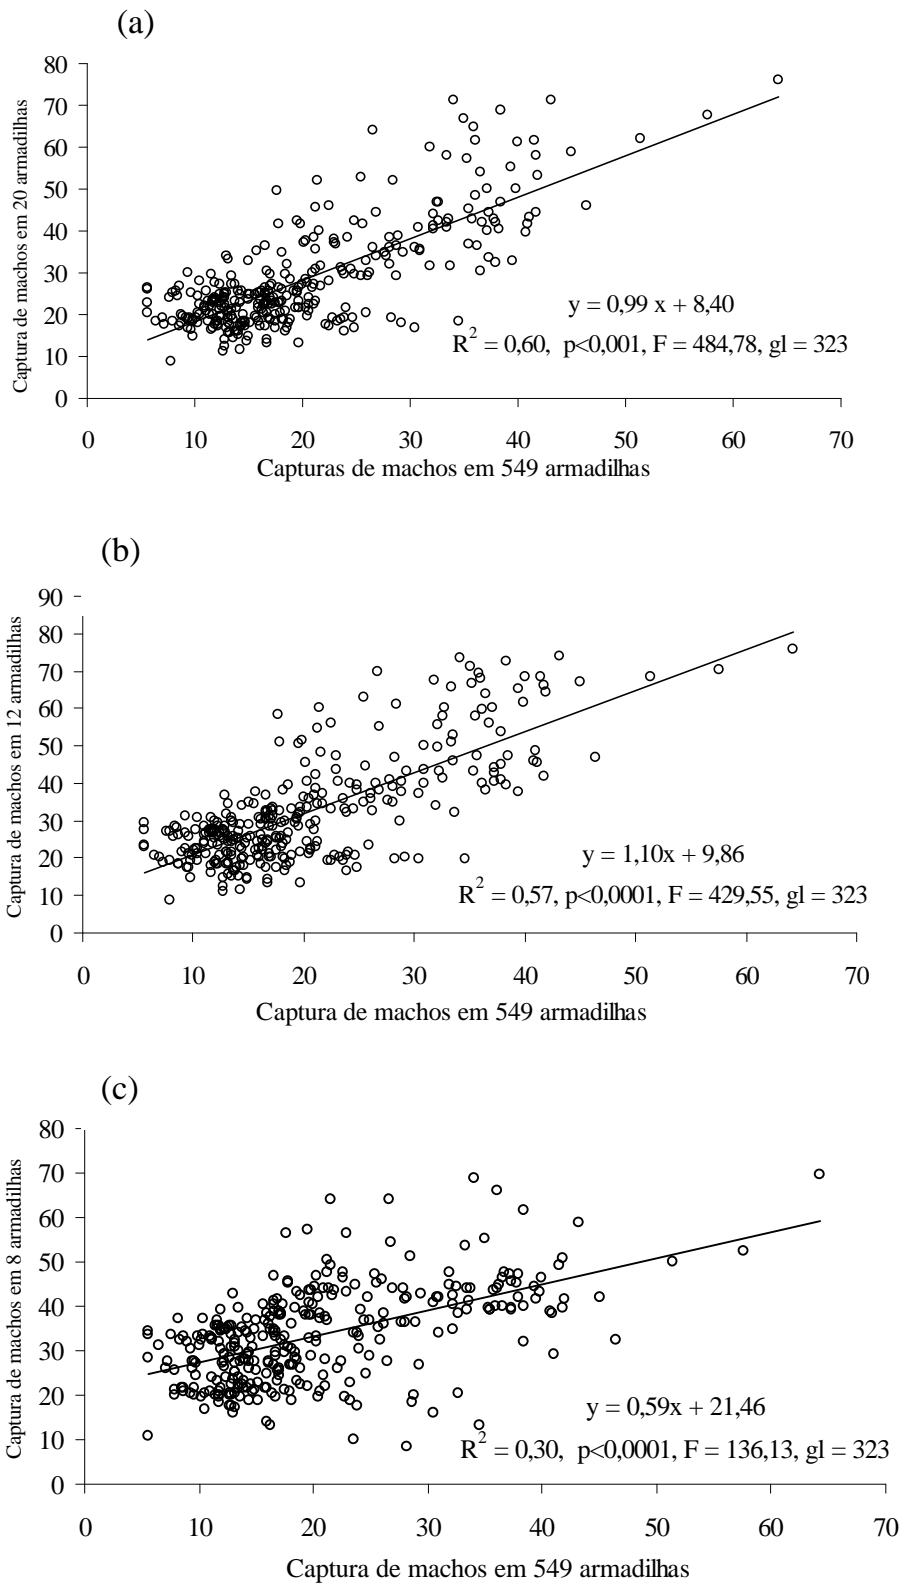 (a)
80
70
60
50
40
30
20
10
0
Captura de machos em 20 armadilhas
y = 0,99 x + 8,40
R² = 0,60, p<0,001, F = 484,78, gl = 323
0 10 20 30 40 50 60 70
Capturas de machos em 549 armadilhas
(b)
90
80
70
60
50
40
30
20
10
0
Captura de machos em 12 armadilhas
y = 1,10x + 9,86
R² = 0,57, p<0,0001, F = 429,55, gl = 323
0 10 20 30 40 50 60 70
Captura de machos em 549 armadilhas
(c)
80
70
60
50
40
30
20
10
0
Captura de machos em 8 armadilhas
y = 0,59x + 21,46
R² = 0,30, p<0,0001, F = 136,13, gl = 323
0 10 20 30 40 50 60 70
Captura de machos em 549 armadilhas